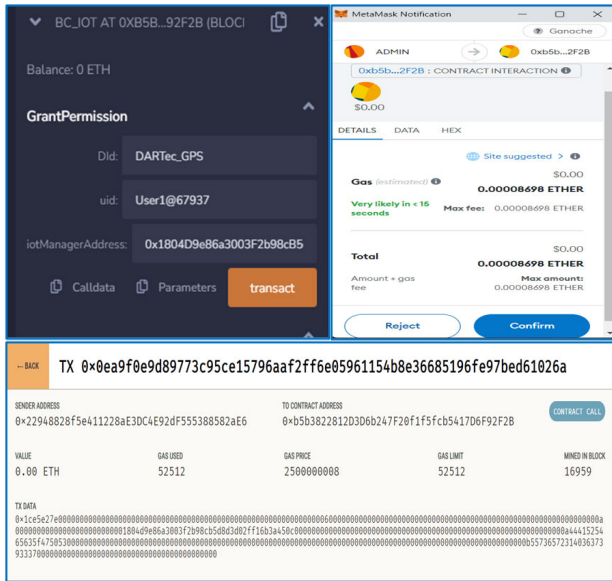 BC_IOT AT 0XB5B...92F2B (BLOCI
Balance: 0 ETH
GrantPermission
DId:
DARTec_GPS
uid:
User1@67937
iotManagerAddress:
0x1804D9e86a3003F2b98cB5
Calldata
Parameters
transact
MetaMask Notification
Ganache
ADMIN
0xb5b...2F2B
0xb5b...2F2B : CONTRACT INTERACTION
$0.00
DETAILS
DATA
HEX
Site suggested >
Gas (estimated)
$0.00
0.00008698 ETHER
Very likely in < 15 seconds
Max fee: 0.00008698 ETHER
Total
$0.00
0.00008698 ETHER
Amount + gas fee
Max amount: 0.00008698 ETHER
Reject
Confirm
← BACK
TX 0×0ea9f0e9d89773c95ce15796aaf2ff6e05961154b8e36685196fe97bed61026a
SENDER ADDRESS
0×22948828f5e411228aE3DC4E92dF555388582aE6
TO CONTRACT ADDRESS
0×b5b3822812D3D6b247F20f1f5fcb5417D6F92F2B
CONTRACT CALL
VALUE
0.00 ETH
GAS USED
52512
GAS PRICE
2500000008
GAS LIMIT
52512
MINED IN BLOCK
16959
TX DATA